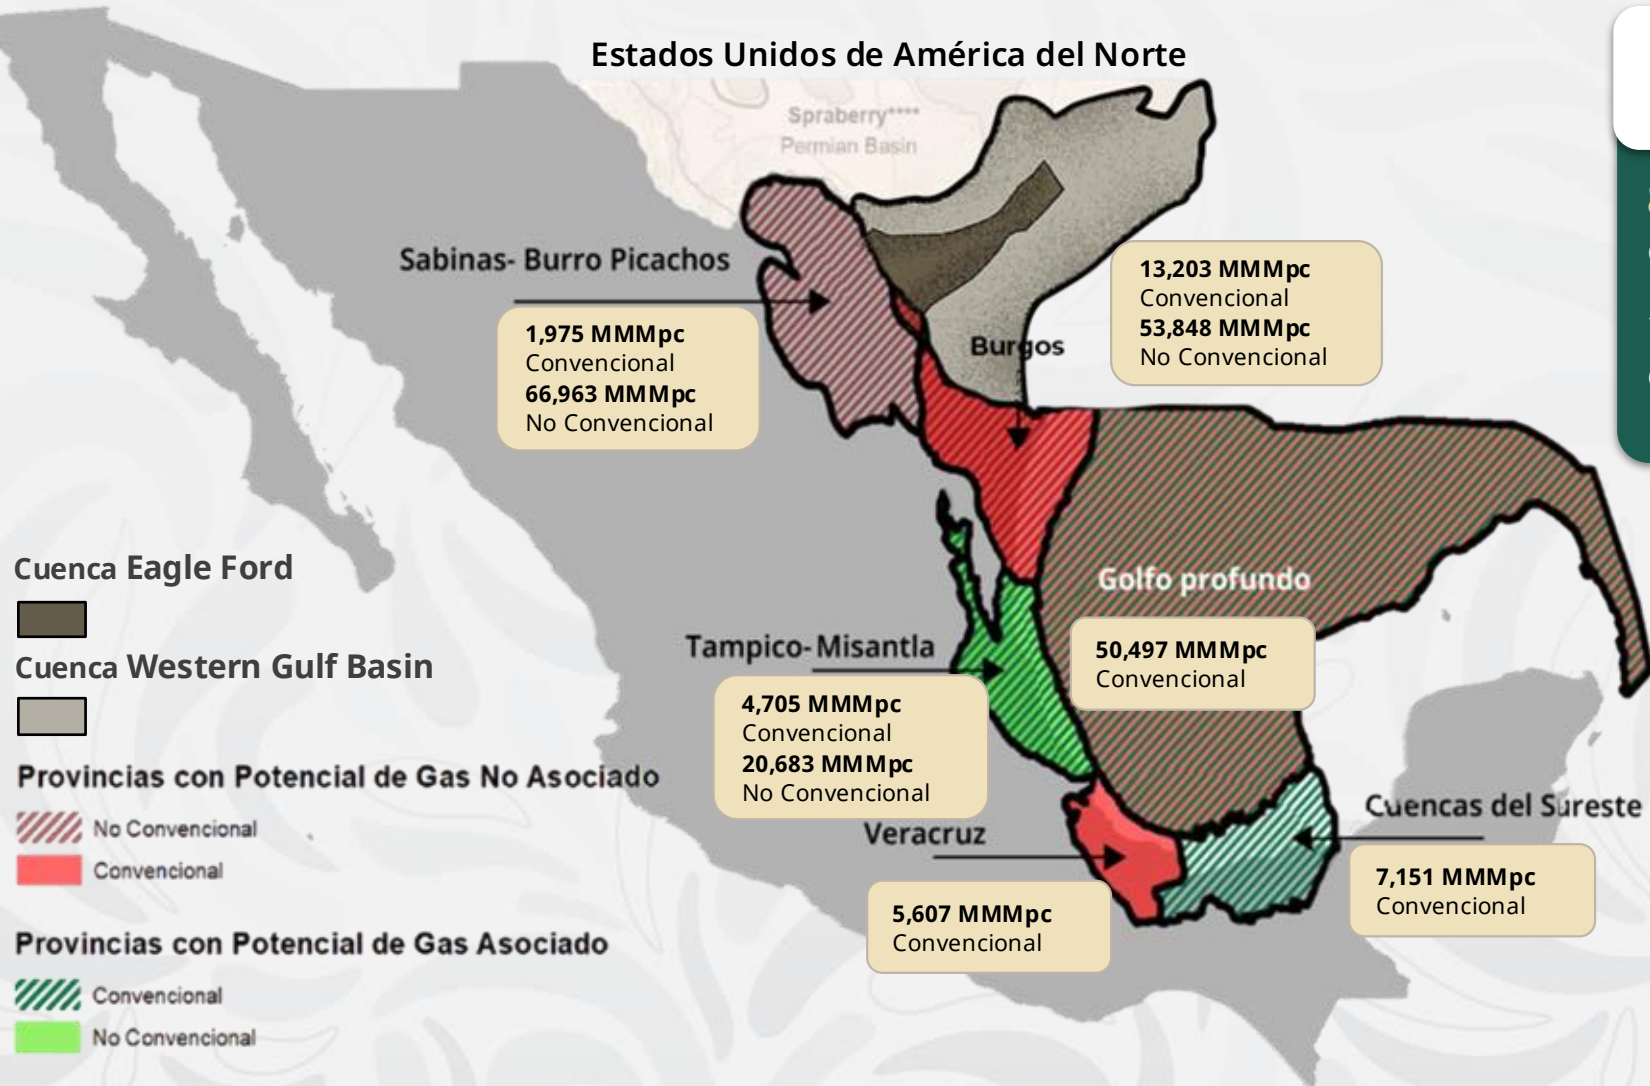 Estados Unidos de América del Norte
Spraberry****
Permian Basin
Sabinas- Burro Picachos
1,975 MMMpc
Convencional
66,963 MMMpc
No Convencional
13,203 MMMpc
Convencional
53,848 MMMpc
No Convencional
Burgos
Golfo profundo
50,497 MMMpc
Convencional
Tampico-Misantla
4,705 MMMpc
Convencional
20,683 MMMpc
No Convencional
Veracruz
5,607 MMMpc
Convencional
Cuencas del Sureste
7,151 MMMpc
Convencional
Cuenca Eagle Ford
Cuenca Western Gulf Basin
Provincias con Potencial de Gas No Asociado
No Convencional
Convencional
Provincias con Potencial de Gas Asociado
Convencional
No Convencional